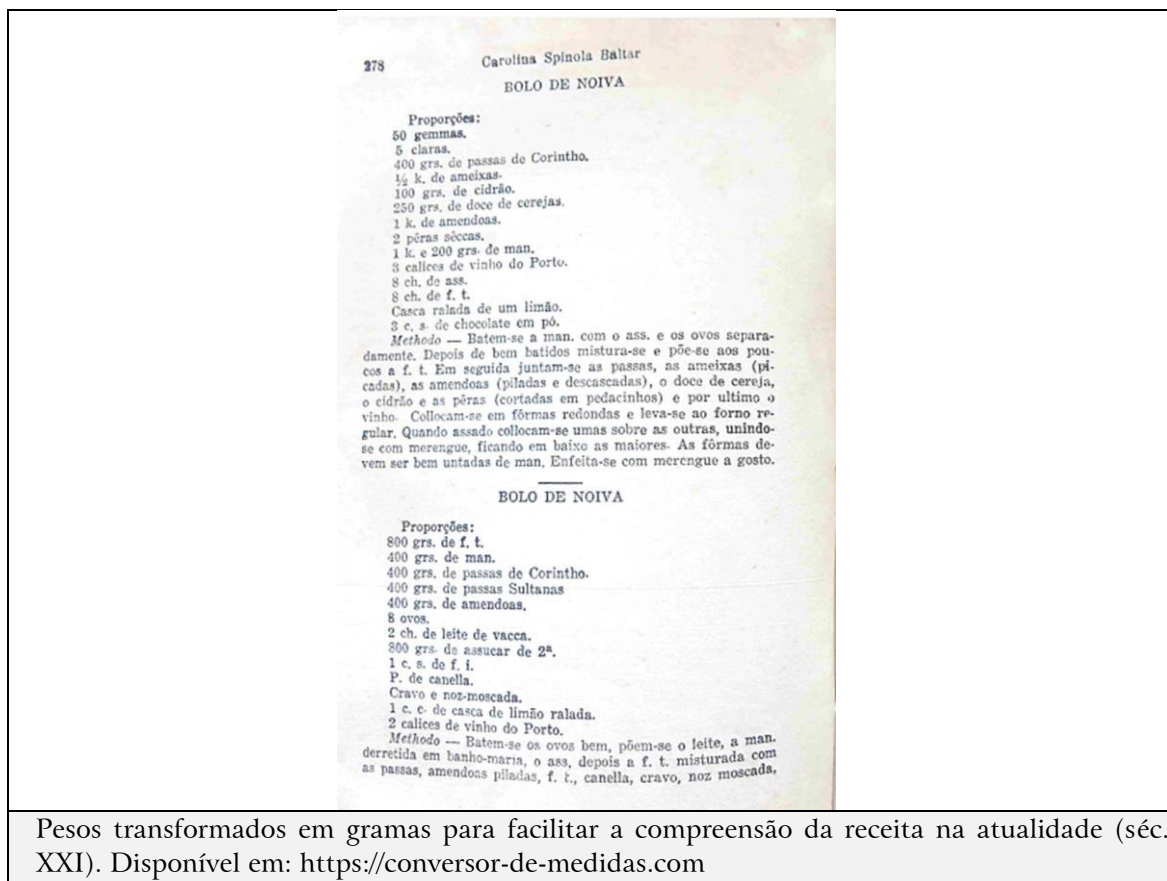 278
Carolina Spinola Baltar
BOLO DE NOIVA
Proporções:
50 gemmas.
5 claras.
400 grs. de passas de Corintho.
½ k. de ameixas.
100 grs. de cidrão.
250 grs. de doce de cerejas.
1 k. de amendoas.
2 pêras sêccas.
1 k. e 200 grs. de man.
3 calices de vinho do Porto.
8 ch. de ass.
8 ch. de f. t.
Casca ralada de um limão.
3 c. s. de chocolate em pó.
Methodo — Batem-se a man. com o ass. e os ovos separa-
damente. Depois de bem batidos mistura-se e põe-se aos pou-
cos a f. t. Em seguida juntam-se as passas, as ameixas (pi-
cadas), as amendoas (piladas e descascadas), o doce de cereja,
o cidrão e as pêras (cortadas em pedacinhos) e por ultimo o
vinho. Collocam-se em fôrmas redondas e leva-se ao forno re-
gular. Quando assado collocam-se umas sobre as outras, unindo-
se com merengue, ficando em baixo as maiores. As fôrmas de-
vem ser bem untadas de man. Enfeita-se com merengue a gosto.
BOLO DE NOIVA
Proporções:
800 grs. de f. t.
400 grs. de man.
400 grs. de passas de Corintho.
400 grs. de passas Sultanas
400 grs. de amendoas.
8 ovos.
2 ch. de leite de vacca.
800 grs. de assucar de 2ª.
1 c. s. de f. i.
P. de canella.
Cravo e noz-moscada.
1 c. c. de casca de limão ralada.
2 calices de vinho do Porto.
Methodo — Batem-se os ovos bem, põem-se o leite, a man.
derretida em banho-maria, o ass, depois a f. t. misturada com
as passas, amendoas piladas, f. t., canella, cravo, noz moscada,
Pesos transformados em gramas para facilitar a compreensão da receita na atualidade (séc.
XXI). Disponível em: https://conversor-de-medidas.com